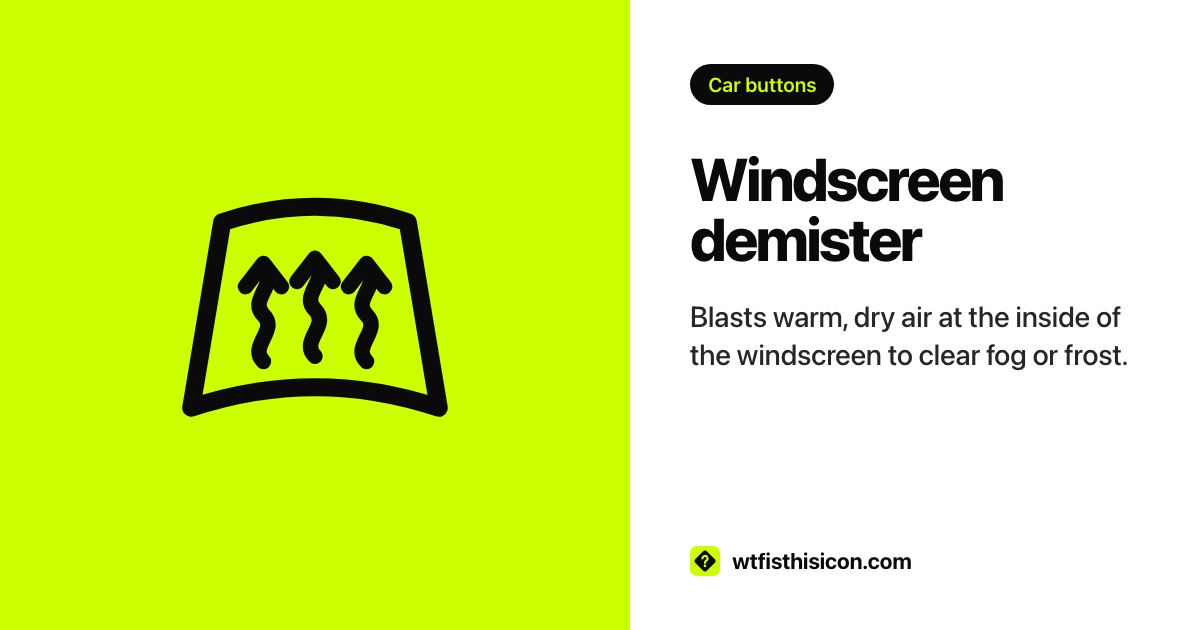 Car buttons
Windscreen
demister
Blasts warm, dry air at the inside of
the windscreen to clear fog or frost.
?
wtfisthisicon.com